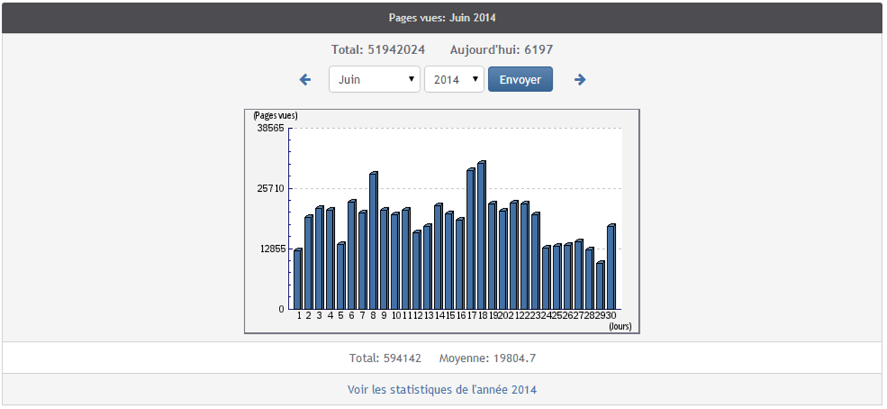 Pages vues: Juin 2014
Total: 51942024 Aujourd'hui: 6197
Juin 2014 Envoyer
(Pages vues)
38565
25710
12855
0
1 2 3 4 5 6 7 8 9 10 11 12 13 14 15 16 17 18 19 20 21 22 23 24 25 26 27 28 29 30
(Jours)
Total: 594142 Moyenne: 19804.7
Voir les statistiques de l'année 2014